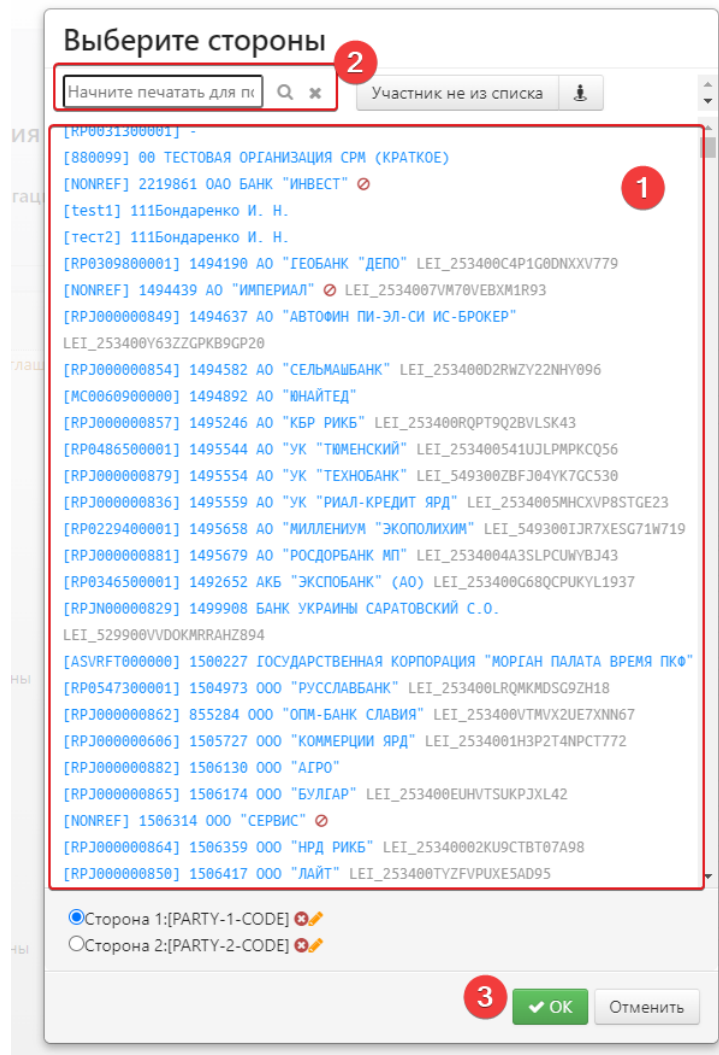 Выберите стороны
2
Начните печатать для по
Участник не из списка
[RP0031300001] -
[880099] 00 ТЕСТОВАЯ ОРГАНИЗАЦИЯ СРМ (КРАТКОЕ)
[NONREF] 2219861 ОАО БАНК "ИНВЕСТ"
1
[test1] 111Бондаренко И. Н.
[тест2] 111Бондаренко И. Н.
[RP0309800001] 1494190 АО "ГЕОБАНК "ДЕПО" LEI_253400C4P1G0DNXXV779
[NONREF] 1494439 АО "ИМПЕРИАЛ" LEI_2534007VM70VEBXM1R93
[RPJ000000849] 1494637 АО "АВТОФИН ПИ-ЭЛ-СИ ИС-БРОКЕР"
LEI_253400Y63ZZGPKB9GP20
[RPJ000000854] 1494582 АО "СЕЛЬМАШБАНК" LEI_253400D2RWZY22NHY096
[MC0060900000] 1494892 АО "ЮНАЙТЕД"
[RPJ000000857] 1495246 АО "КБР РИКБ" LEI_253400RQPT9Q2BVLSK43
[RP0486500001] 1495544 АО "УК "ТЮМЕНСКИЙ" LEI_253400541UJLPMPKCQ56
[RPJ000000879] 1495554 АО "УК "ТЕХНОБАНК" LEI_549300ZBFJ04YK7GC530
[RPJ000000836] 1495559 АО "УК "РИАЛ-КРЕДИТ ЯРД" LEI_2534005MHCXVP8STGE23
[RP0229400001] 1495658 АО "МИЛЛЕНИУМ "ЭКОПОЛИХИМ" LEI_549300IJR7XESG71W719
[RPJ000000881] 1495679 АО "РОСДОРБАНК МП" LEI_2534004A3SLPCUWYBJ43
[RP0346500001] 1492652 АКБ "ЭКСПОБАНК" (АО) LEI_253400G68QCPUKYL1937
[RPJN00000829] 1499908 БАНК УКРАИНЫ САРАТОВСКИЙ С.О.
LEI_529900VVDOKMRRAHZ894
[ASVRFT000000] 1500227 ГОСУДАРСТВЕННАЯ КОРПОРАЦИЯ "МОРГАН ПАЛАТА ВРЕМЯ ПКФ"
[RP0547300001] 1504973 ООО "РУССЛАВБАНК" LEI_253400LRQMKMDSG9ZH18
[RPJ000000862] 855284 ООО "ОПМ-БАНК СЛАВИЯ" LEI_253400VTMVX2UE7XNN67
[RPJ000000606] 1505727 ООО "КОММЕРЦИИ ЯРД" LEI_2534001H3P2T4NPCT772
[RPJ000000882] 1506130 ООО "АГРО"
[RPJ000000865] 1506174 ООО "БУЛГАР" LEI_253400EUHVTSUKPJXL42
[NONREF] 1506314 ООО "СЕРВИС"
[RPJ000000864] 1506359 ООО "НРД РИКБ" LEI_25340002KU9CTBT07A98
[RPJ000000850] 1506417 ООО "ЛАЙТ" LEI_253400TYZFVPUXE5AD95
Сторона 1:[PARTY-1-CODE]
Сторона 2:[PARTY-2-CODE]
3
ОК
Отменить